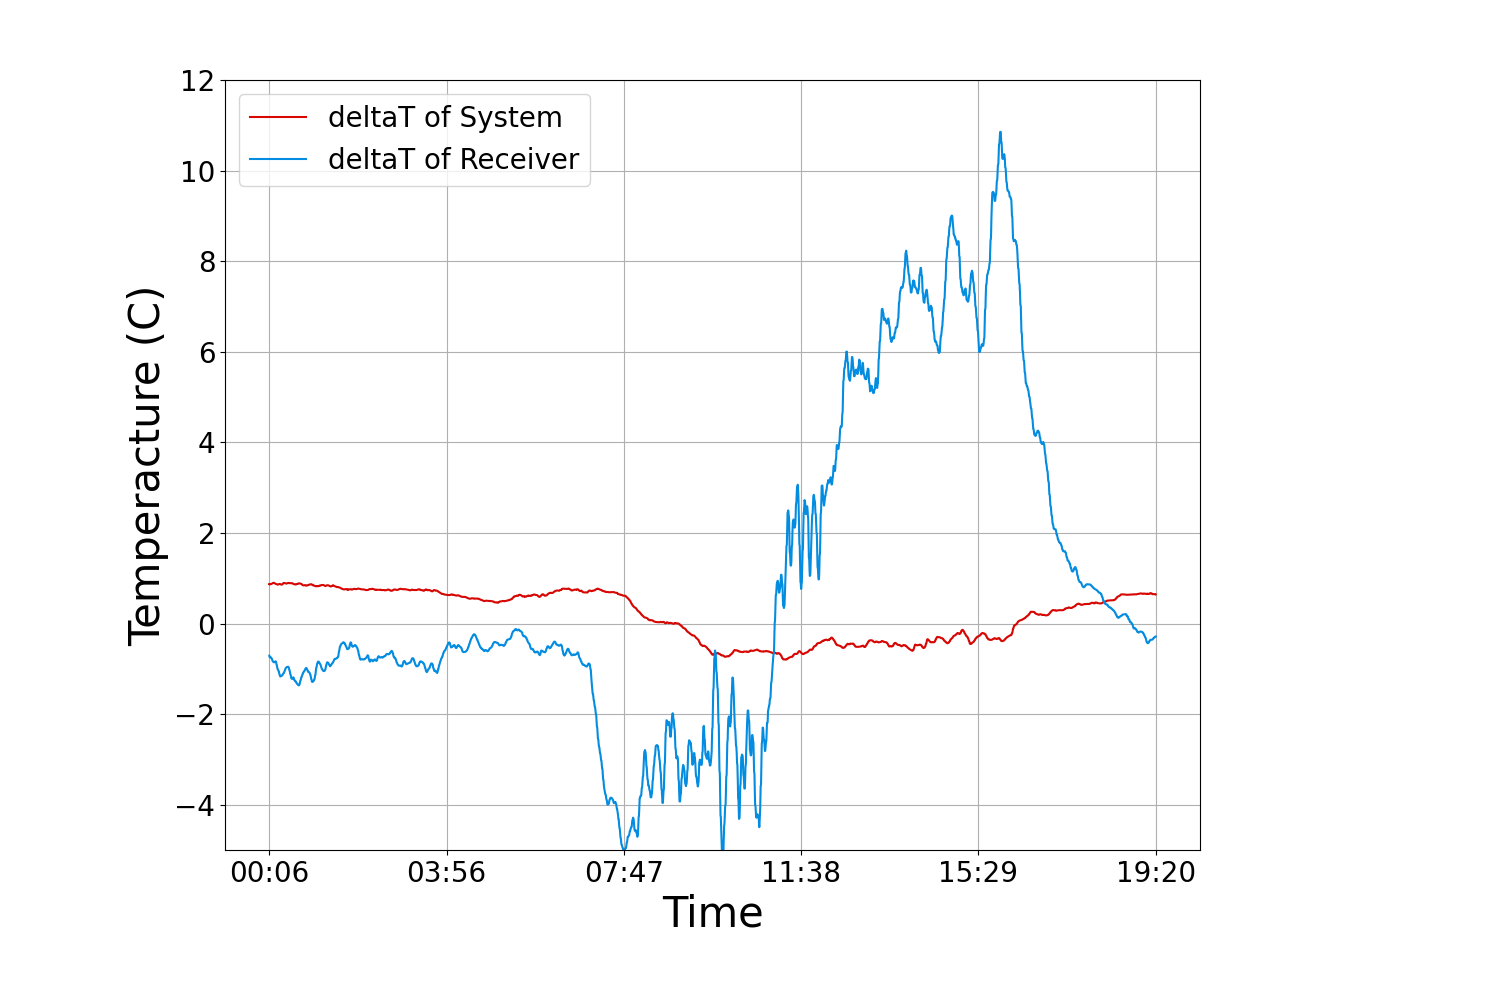 12
10
8
6
4
2
0
−2
−4
deltaT of System
deltaT of Receiver
Temperacture (C)
00:06 03:56 07:47 11:38 15:29 19:20
Time